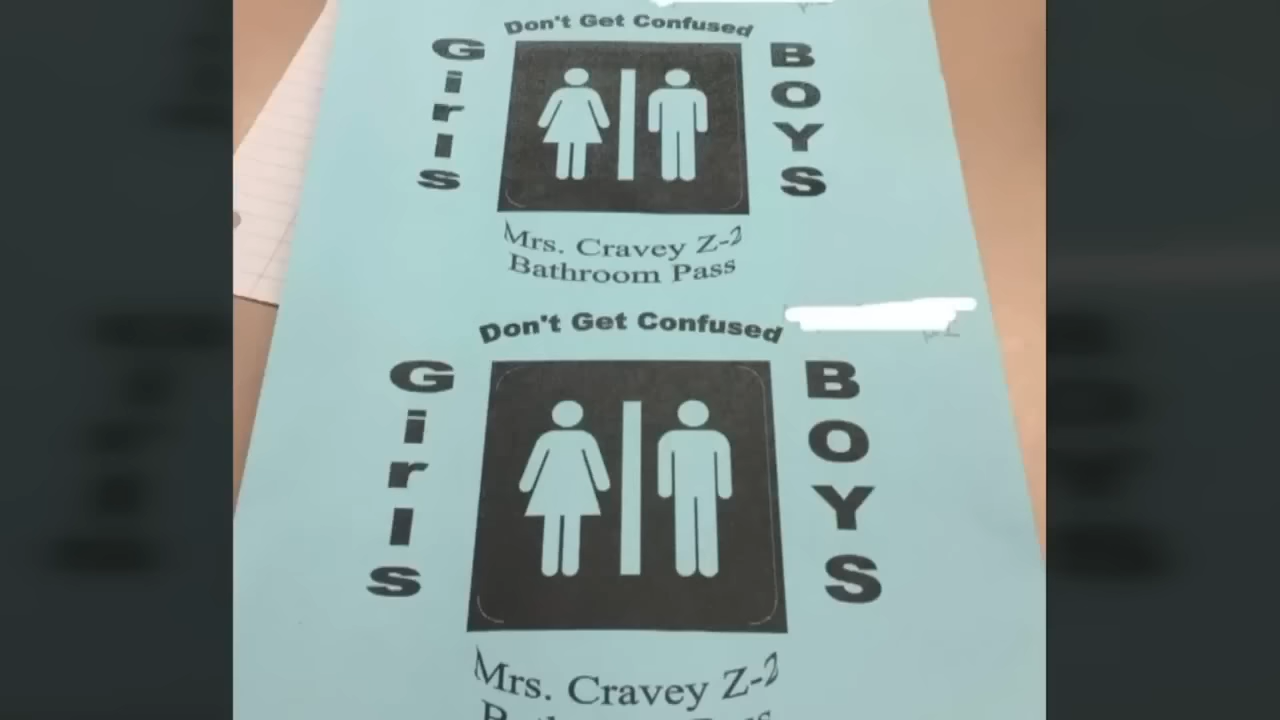 Don't Get Confused
Girls
BOYS
Mrs. Cravey Z-2
Bathroom Pass
Don't Get Confused
Girls
BOYS
Mrs. Cravey Z-2